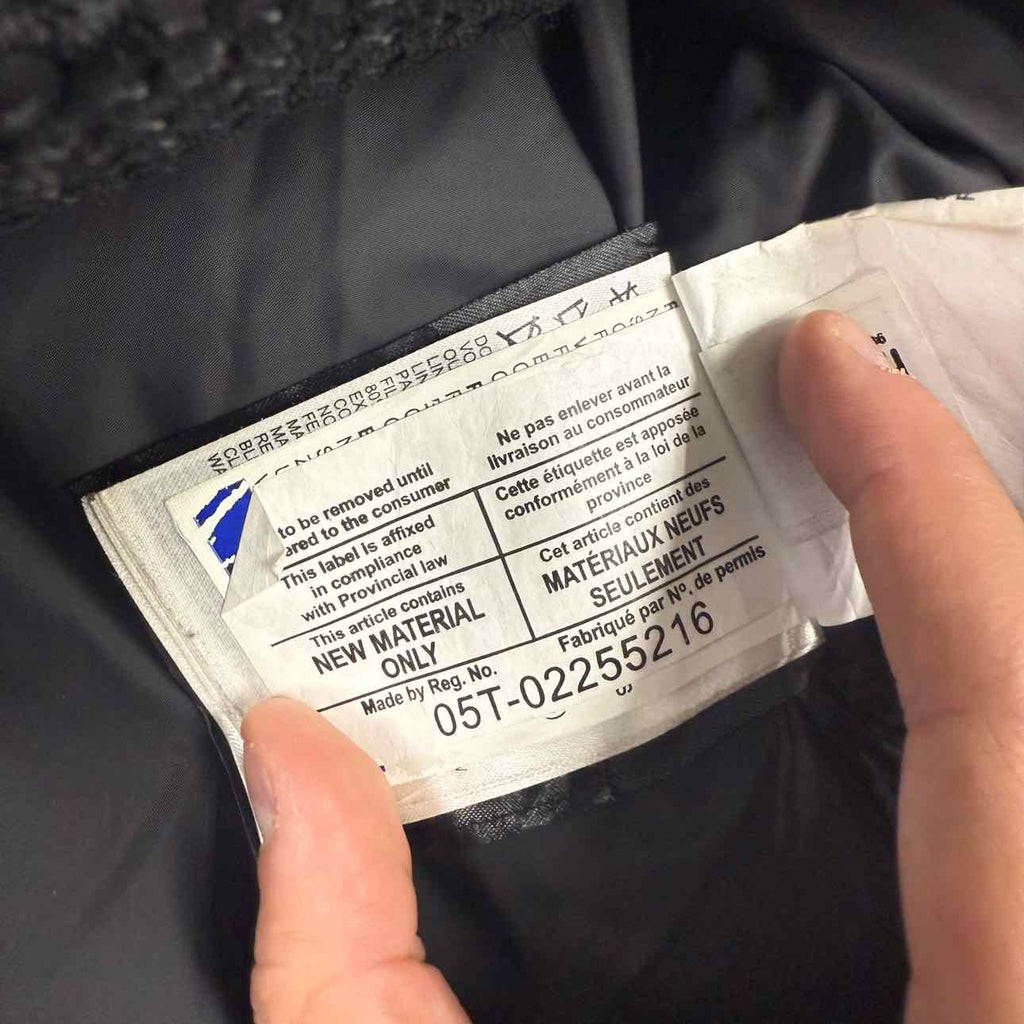 to be removed until
ered to the consumer
This label is affixed
in compliance
with Provincial law
This article contains
NEW MATERIAL
ONLY
Ne pas enlever avant la
livraison au consommateur
Cette étiquette est apposée
conformément à la loi de la
province
Cet article contient des
MATÉRIAUX NEUFS
SEULEMENT
Made by Reg. No.
Fabriqué par Nº. de permis
05T-02255216